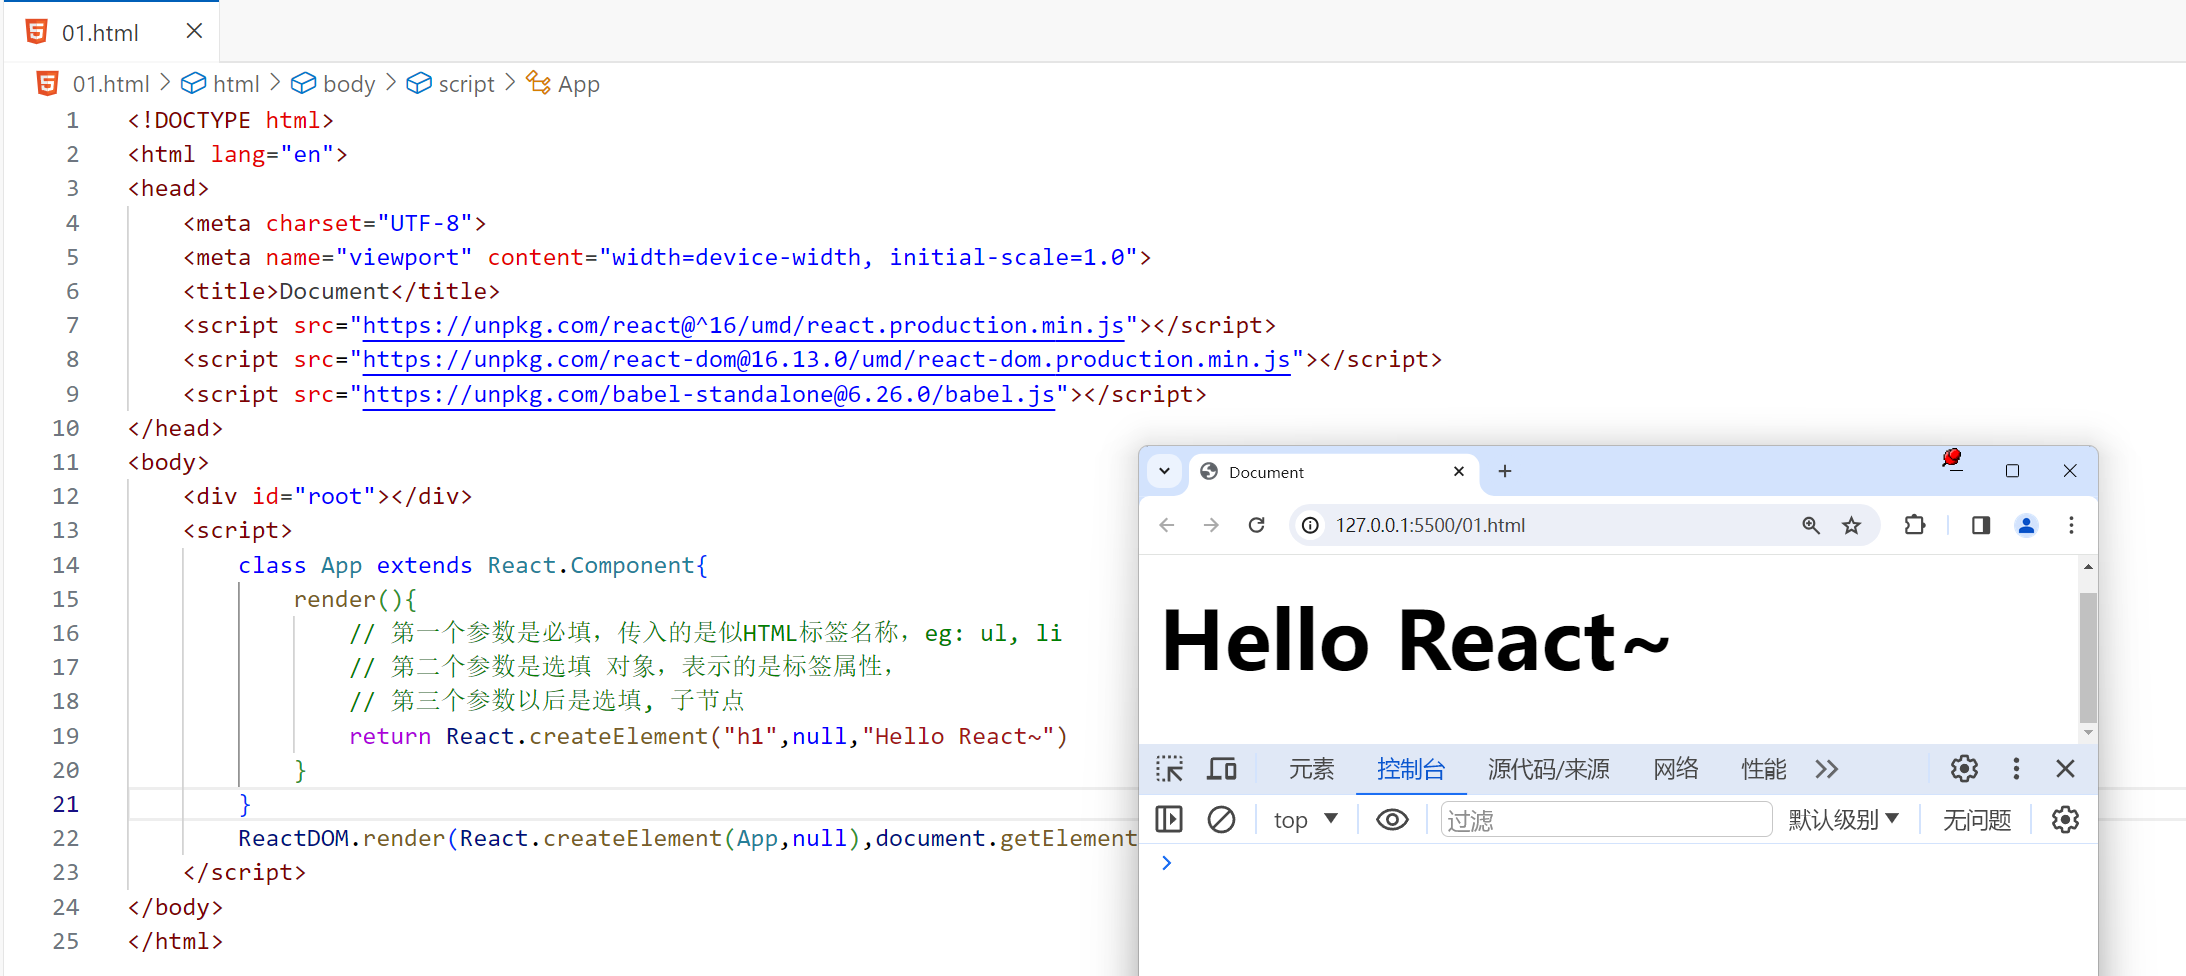 01.html
01.html > html > body > script > App
1 <!DOCTYPE html>
2 <html lang="en">
3 <head>
4 <meta charset="UTF-8">
5 <meta name="viewport" content="width=device-width, initial-scale=1.0">
6 <title>Document</title>
7 <script src="https://unpkg.com/react@^16/umd/react.production.min.js"></script>
8 <script src="https://unpkg.com/react-dom@16.13.0/umd/react-dom.production.min.js"></script>
9 <script src="https://unpkg.com/babel-standalone@6.26.0/babel.js"></script>
10 </head>
11 <body>
12 <div id="root"></div>
13 <script>
14 class App extends React.Component{
15 render(){
16 // 第一个参数是必填，传入的是似HTML标签名称，eg: ul, li
17 // 第二个参数是选填 对象，表示的是标签属性，
18 // 第三个参数以后是选填, 子节点
19 return React.createElement("h1",null,"Hello React~")
20 }
21 }
22 ReactDOM.render(React.createElement(App,null),document.getElement
23 </script>
24 </body>
25 </html>
Document
127.0.0.1:5500/01.html
Hello React~
元素 控制台 源代码/来源 网络 性能
top 过滤 默认级别 无问题